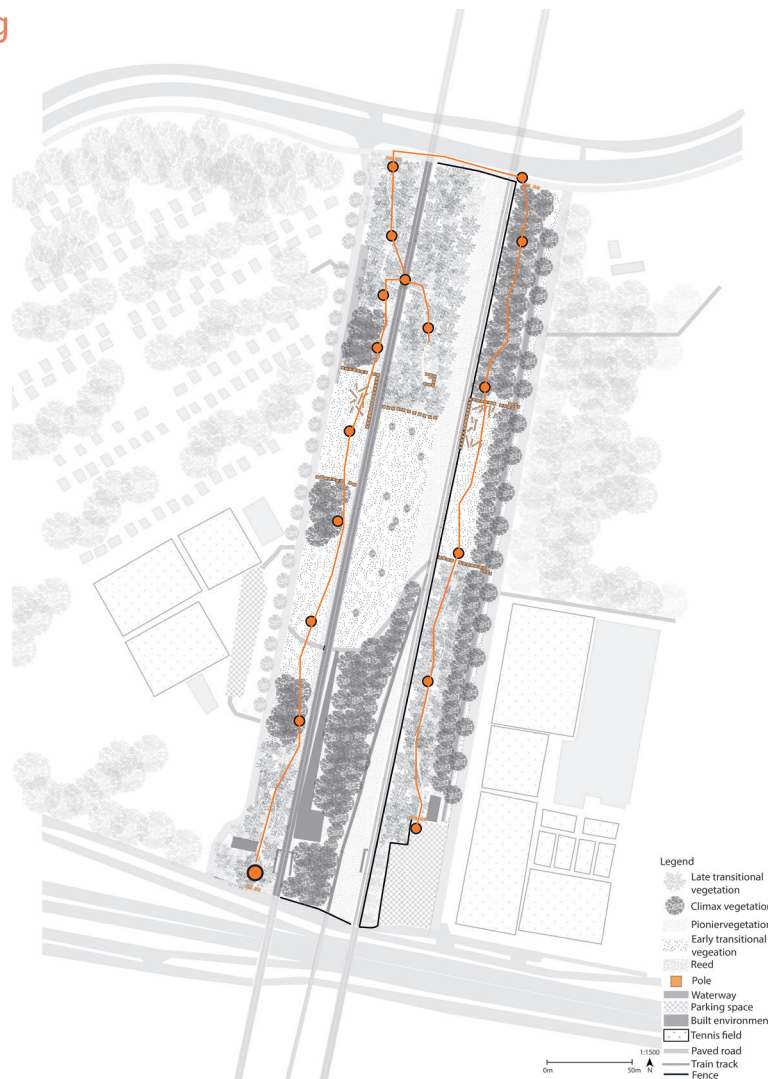 g
Legend
Late transitional
vegetation
Climax vegetation
Pioniervegetation
Early transitional
vegeation
Reed
Pole
Waterway
Parking space
Built environmen
Tennis field
Paved road
Train track
Fence
1:1500
0m
50m
N